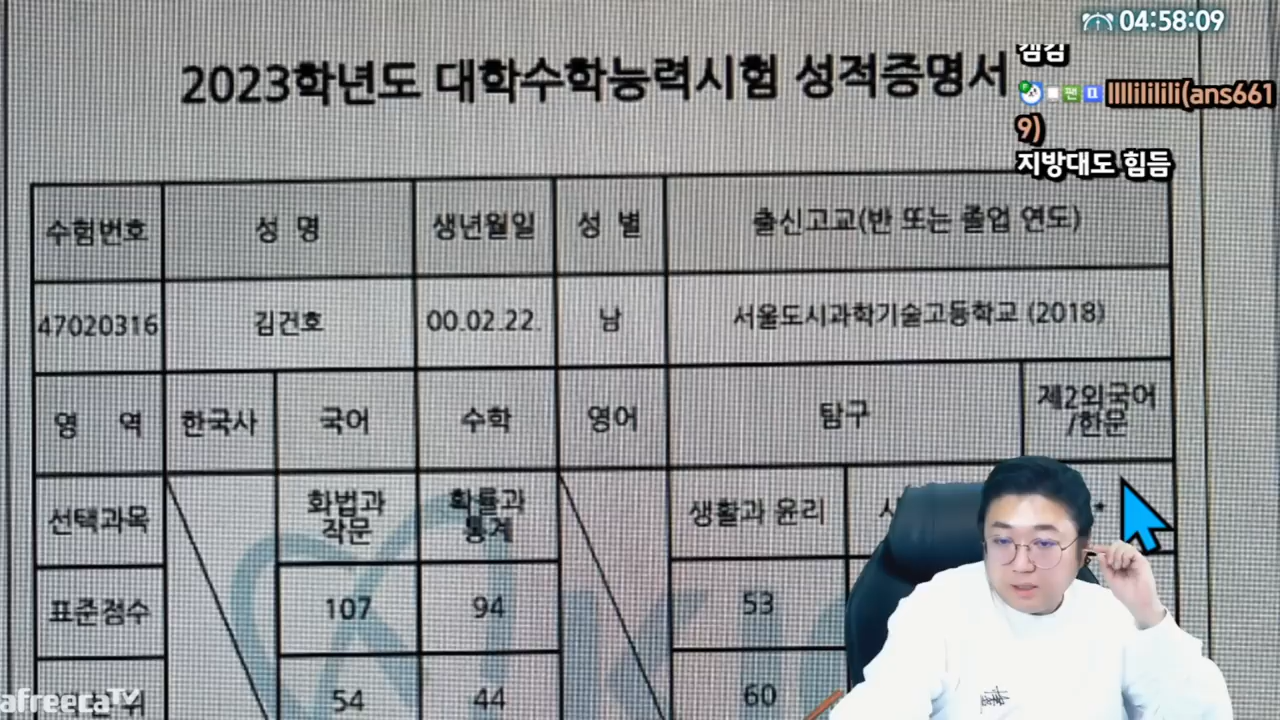 04:58:09
2023학년도 대학수학능력시험 성적증명서
llllilililili(ans661
9)
지방대도 힘듬
수험번호 성 명 생년월일 성 별 출신고교(반 또는 졸업 연도)
47020316 김건호 00.02.22. 남 서울도시과학기술고등학교 (2018)
영 역 한국사 국어 수학 영어 탐구 제2외국어
/한문
선택과목 화법과
작문 확률과
통계 생활과 윤리 *
표준점수 107 94 53
54 44 60
afreecaTV